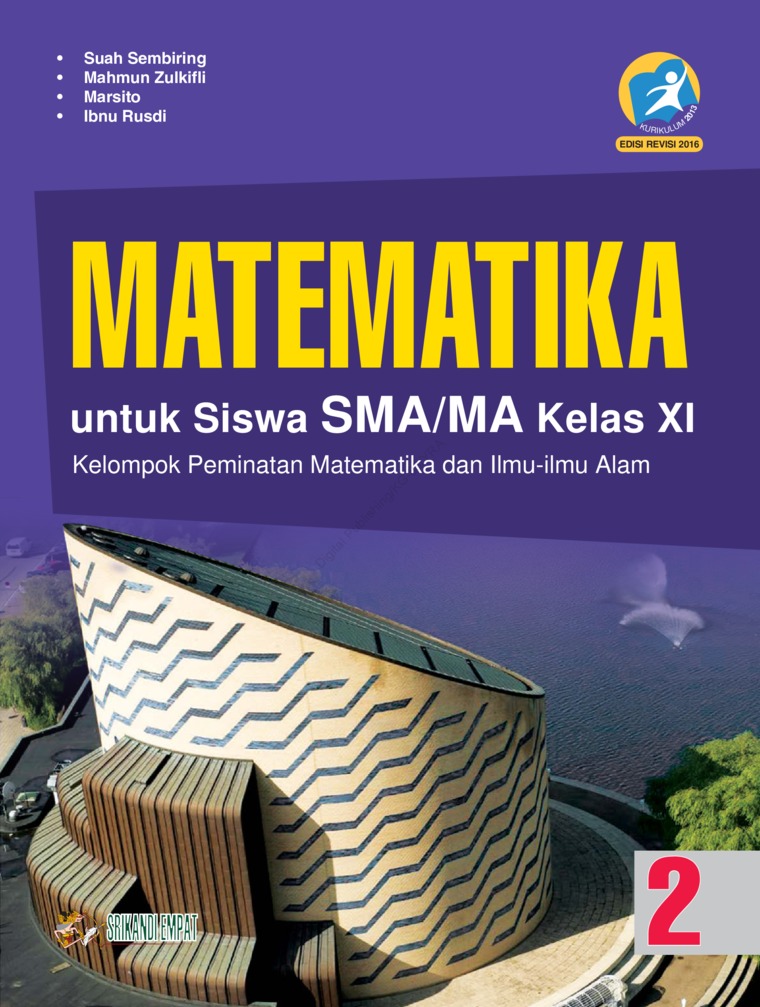 • Suah Sembiring
• Mahmun Zulkifli
• Marsito
• Ibnu Rusdi
KURIKULUM 2013
EDISI REVISI 2016
MATEMATIKA
untuk Siswa SMA/MA Kelas XI
Kelompok Peminatan Matematika dan Ilmu-ilmu Alam
SRIKANDI EMPAT
2